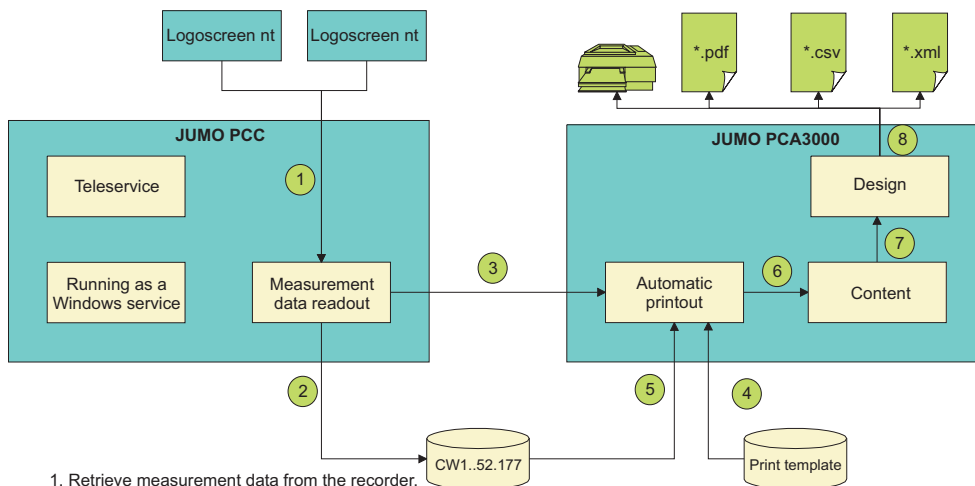 Logoscreen nt
Logoscreen nt
*.pdf
*.csv
*.xml
JUMO PCC
JUMO PCA3000
8
Teleservice
1
Design
3
7
Running as a
Windows service
Measurement
data readout
Automatic
printout
6
Content
2
5
4
CW1..52.177
Print template
1. Retrieve measurement data from the recorder.